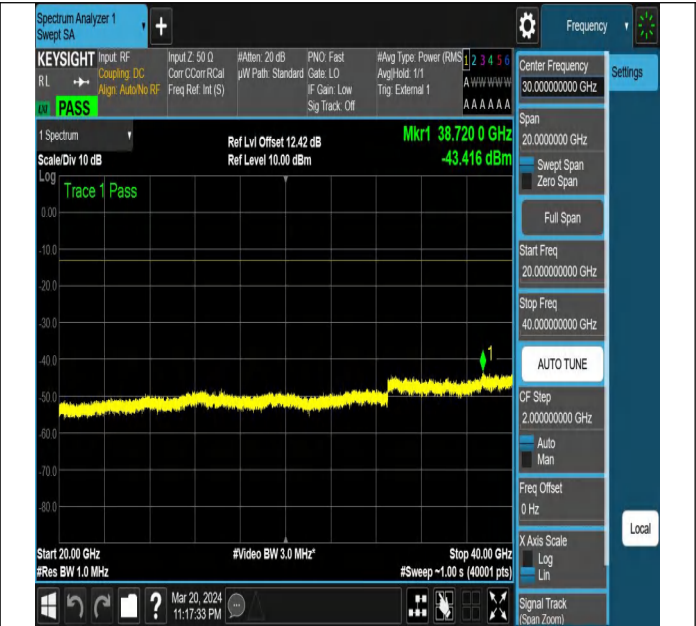 Spectrum Analyzer 1
Swept SA
+
Frequency
KEYSIGHT
RL
PASS
Input: RF
Coupling: DC
Align: Auto/No RF
Input Z: 50 Ω
Corr CCorr RCal
Freq Ref: Int (S)
#Atten: 20 dB
µW Path: Standard
PNO: Fast
Gate: LO
IF Gain: Low
Sig Track: Off
#Avg Type: Power (RMS
Avg|Hold: 1/1
Trig: External 1
1 2 3 4 5 6
A W W W W W
A A A A A A
1 Spectrum
Scale/Div 10 dB
Ref Lvl Offset 12.42 dB
Ref Level 10.00 dBm
Mkr1 38.720 0 GHz
-43.416 dBm
Log
Trace 1 Pass
0.00
-10.0
-20.0
-30.0
-40.0
-50.0
-60.0
-70.0
-80.0
1
Start 20.00 GHz
#Res BW 1.0 MHz
#Video BW 3.0 MHz*
Stop 40.00 GHz
#Sweep ~1.00 s (40001 pts)
?
Mar 20, 2024
11:17:33 PM
Center Frequency
30.000000000 GHz
Settings
Span
20.0000000 GHz
Swept Span
Zero Span
Full Span
Start Freq
20.000000000 GHz
Stop Freq
40.000000000 GHz
AUTO TUNE
CF Step
2.000000000 GHz
Auto
Man
Freq Offset
0 Hz
X Axis Scale
Log
Lin
Local
Signal Track
(Span Zoom)